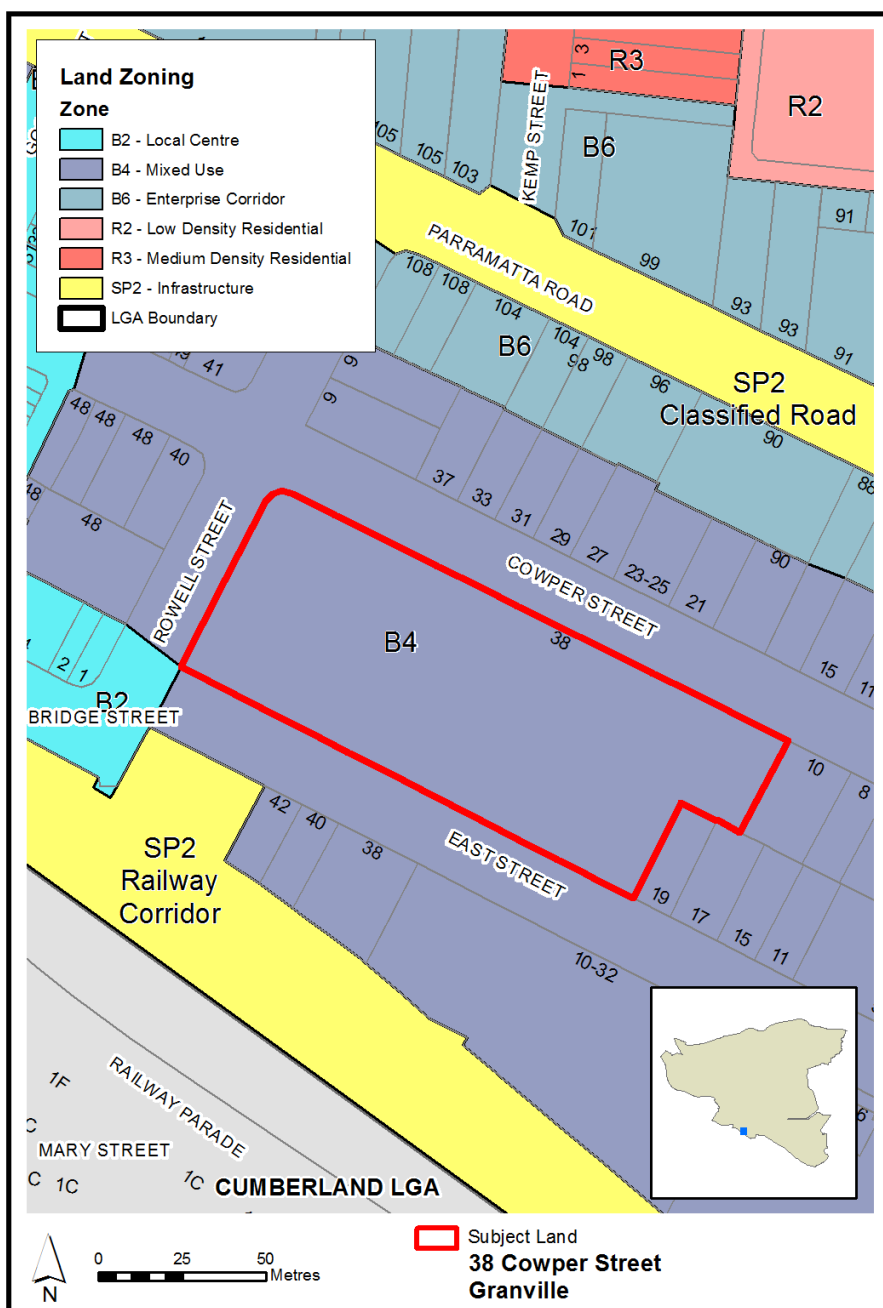 Land Zoning
Zone
B2 - Local Centre
B4 - Mixed Use
B6 - Enterprise Corridor
R2 - Low Density Residential
R3 - Medium Density Residential
SP2 - Infrastructure
LGA Boundary
R3
3
1
R2
KEMP STREET
B6
105
105
103
101
99
91
93
93
91
PARRAMATTA ROAD
108
108
104
104
98
98
96
90
88
B6
SP2
Classified Road
41
9
9
48
48
48
40
48
48
37
33
31
29
27
23-25
21
90
15
11
ROWELL STREET
COWPER STREET
38
B4
2
1
B2
BRIDGE STREET
10
8
42
40
38
EAST STREET
19
17
15
11
10-32
SP2
Railway
Corridor
RAILWAY PARADE
1F
MARY STREET
1C
1C
CUMBERLAND LGA
N
0 25 50
Metres
Subject Land
38 Cowper Street
Granville